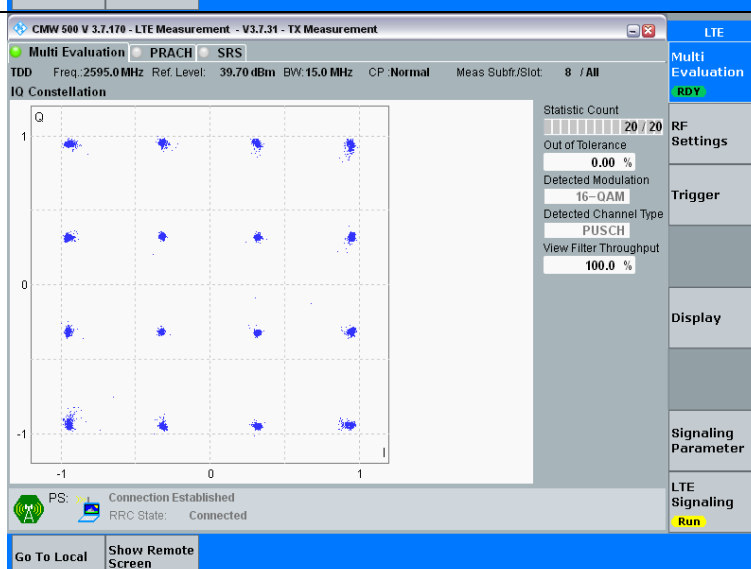 CMW 500 V 3.7.170 - LTE Measurement - V3.7.31 - TX Measurement
LTE
Multi Evaluation PRACH SRS
TDD Freq.:2595.0 MHz Ref. Level: 39.70 dBm BW: 15.0 MHz CP :Normal Meas Subfr./Slot: 8 / All
IQ Constellation
Q
1
0
-1
-1 0 1
I
Statistic Count
20 / 20
Out of Tolerance
0.00 %
Detected Modulation
16-QAM
Detected Channel Type
PUSCH
View Filter Throughput
100.0 %
PS: Connection Established
RRC State: Connected
Multi
Evaluation
RDY
RF
Settings
Trigger
Display
Signaling
Parameter
LTE
Signaling
Run
Go To Local
Show Remote
Screen